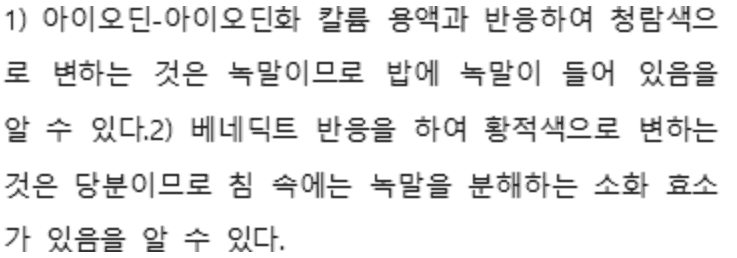 1) 아이오딘-아이오딘화 칼륨 용액과 반응하여 청람색으
로 변하는 것은 녹말이므로 밥에 녹말이 들어 있음을
알 수 있다.2) 베네딕트 반응을 하여 황적색으로 변하는
것은 당분이므로 침 속에는 녹말을 분해하는 소화 효소
가 있음을 알 수 있다.